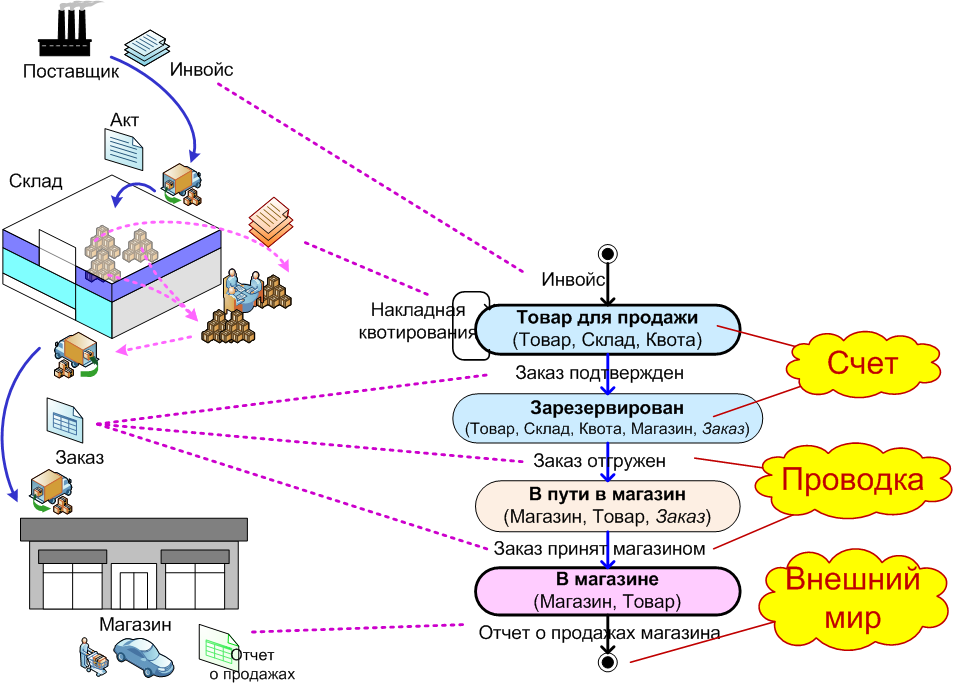 Поставщик
Инвойс
Акт
Склад
Заказ
Магазин
Отчет
о продажах
Инвойс
Накладная
квотирования
Товар для продажи
(Товар, Склад, Квота)
Заказ подтвержден
Зарезервирован
(Товар, Склад, Квота, Магазин, Заказ)
Заказ отгружен
В пути в магазин
(Магазин, Товар, Заказ)
Заказ принят магазином
В магазине
(Магазин, Товар)
Отчет о продажах магазина
Счет
Проводка
Внешний
мир